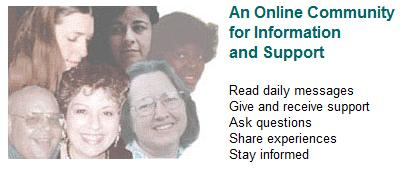 An Online Community
for Information
and Support
Read daily messages
Give and receive support
Ask questions
Share experiences
Stay informed